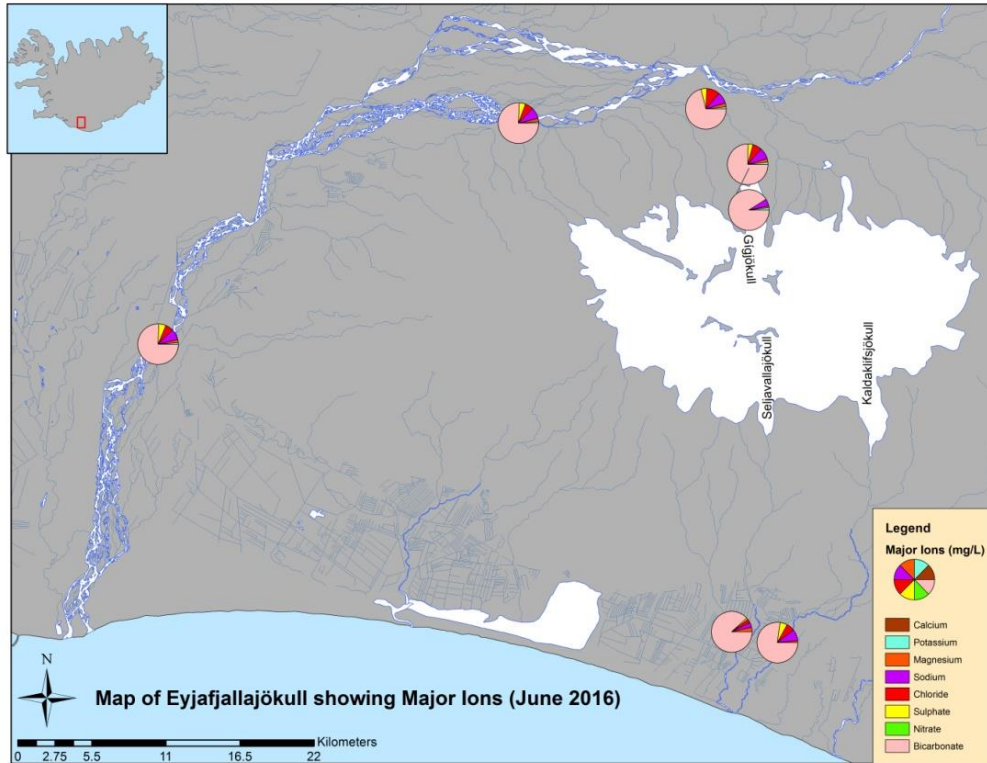 Gígjökull
Seljavallajökull
Kaldaklifsjökull
Legend
Major Ions (mg/L)
Calcium
Potassium
Magnesium
Sodium
Chloride
Sulphate
Nitrate
Bicarbonate
N
Map of Eyjafjallajökull showing Major Ions (June 2016)
Kilometers
0 2.75 5.5 11 16.5 22